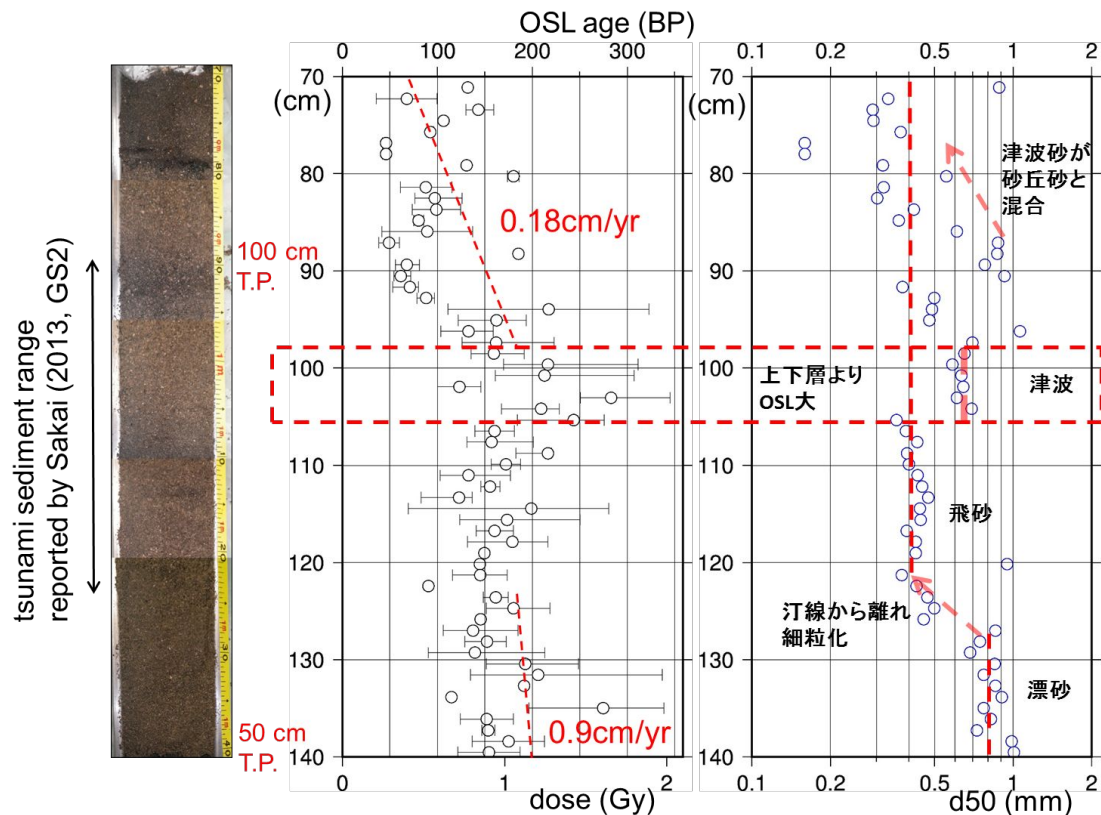 OSL age (BP)
0 100 200 300
0.1 0.5 1 2
(cm)
70
80
90
100
110
120
130
140
(cm)
70
80
90
100
110
120
130
140
tsunami sediment range
reported by Sakai (2013, GS2)
100 cm
T.P.
50 cm
T.P.
0.18cm/yr
0.9cm/yr
津波砂が
砂丘砂と
混合
上下層より
OSL大
津波
飛砂
汀線から離れ
細粒化
漂砂
0 1 2
dose (Gy)
0.1 0.5 1 2
d50 (mm)